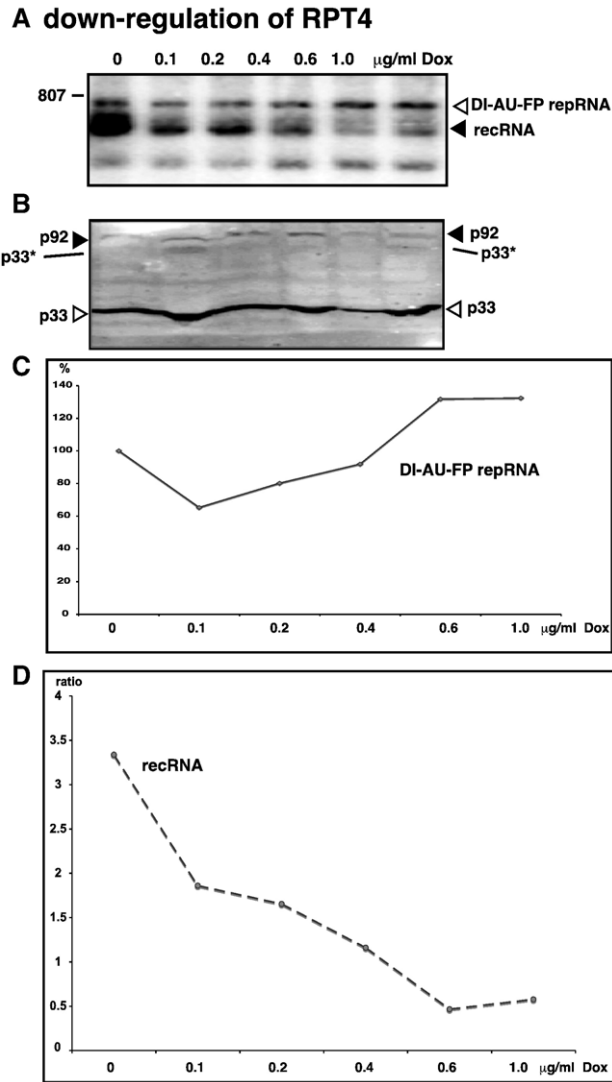 A down-regulation of RPT4
0 0.1 0.2 0.4 0.6 1.0 μg/ml Dox
807
DI-AU-FP repRNA
recRNA
B
p92 p92
p33* p33*
p33 p33
C
%
140
120
100
80
60
40
20
0
DI-AU-FP repRNA
0 0.1 0.2 0.4 0.6 1.0 μg/ml Dox
D
ratio
4
3.5
3
2.5
2
1.5
1
0.5
0
recRNA
0 0.1 0.2 0.4 0.6 1.0 μg/ml Dox